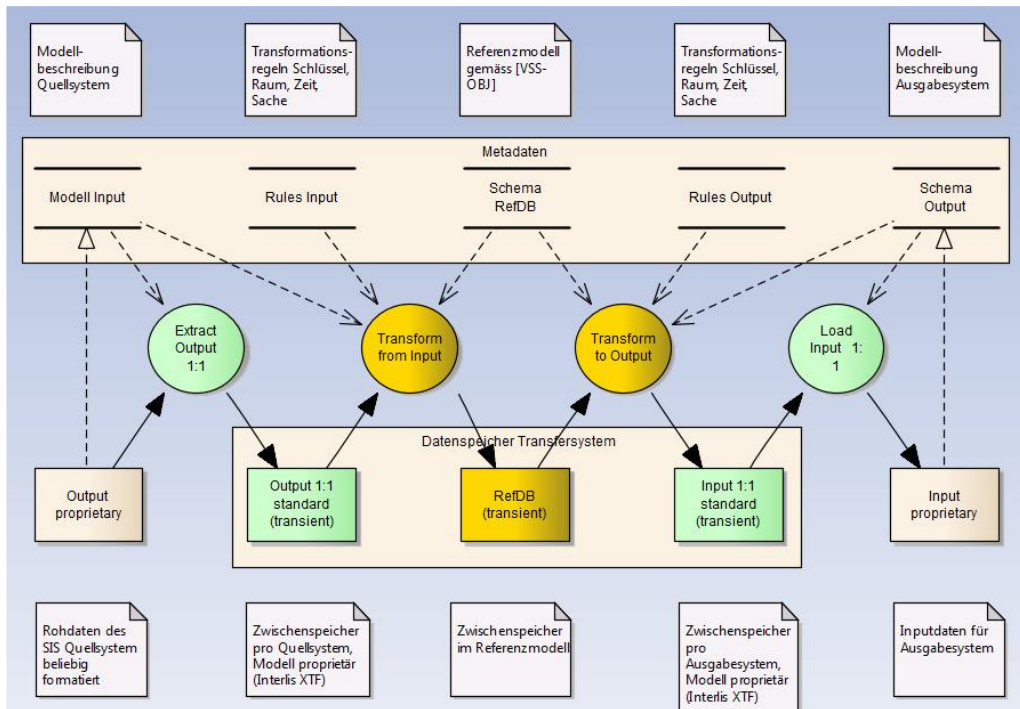 Modell-
beschreibung
Quellsystem
Transformations-
regeln Schlüssel,
Raum, Zeit,
Sache
Referenzmodell
gemäss [VSS-
OBJ]
Transformations-
regeln Schlüssel,
Raum, Zeit,
Sache
Modell-
beschreibung
Ausgabesystem
Metadaten
Modell Input
Rules Input
Schema
RefDB
Rules Output
Schema
Output
Extract
Output
1:1
Transform
from Input
Transform
to Output
Load
Input 1:
1
Datenspeicher Transfersystem
Output
proprietary
Output 1:1
standard
(transient)
RefDB
(transient)
Input 1:1
standard
(transient)
Input
proprietary
Rohdaten des
SIS Quellsystem
beliebig
formatiert
Zwischenspeicher
pro Quellsystem,
Modell proprietär
(Interlis XTF)
Zwischenspeicher
im Referenzmodell
Zwischenspeicher
pro
Ausgabesystem,
Modell proprietär
(Interlis XTF)
Inputdaten für
Ausgabesystem